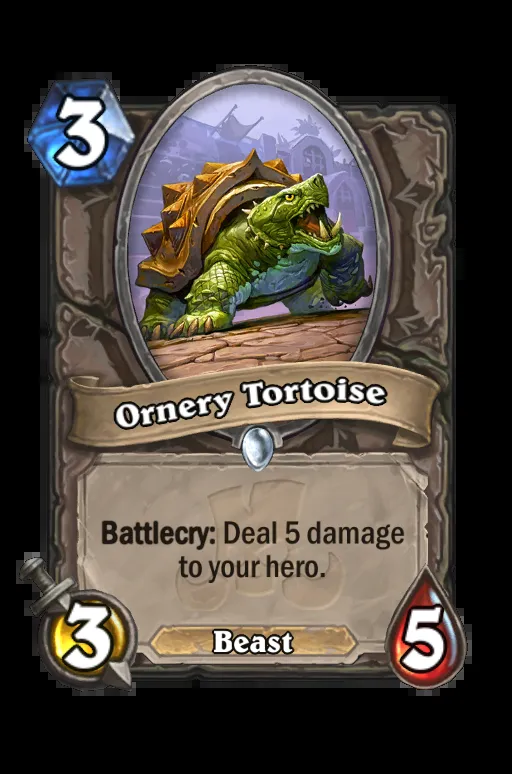 3
Ornery Tortoise
Battlecry: Deal 5 damage
to your hero.
3
Beast
5